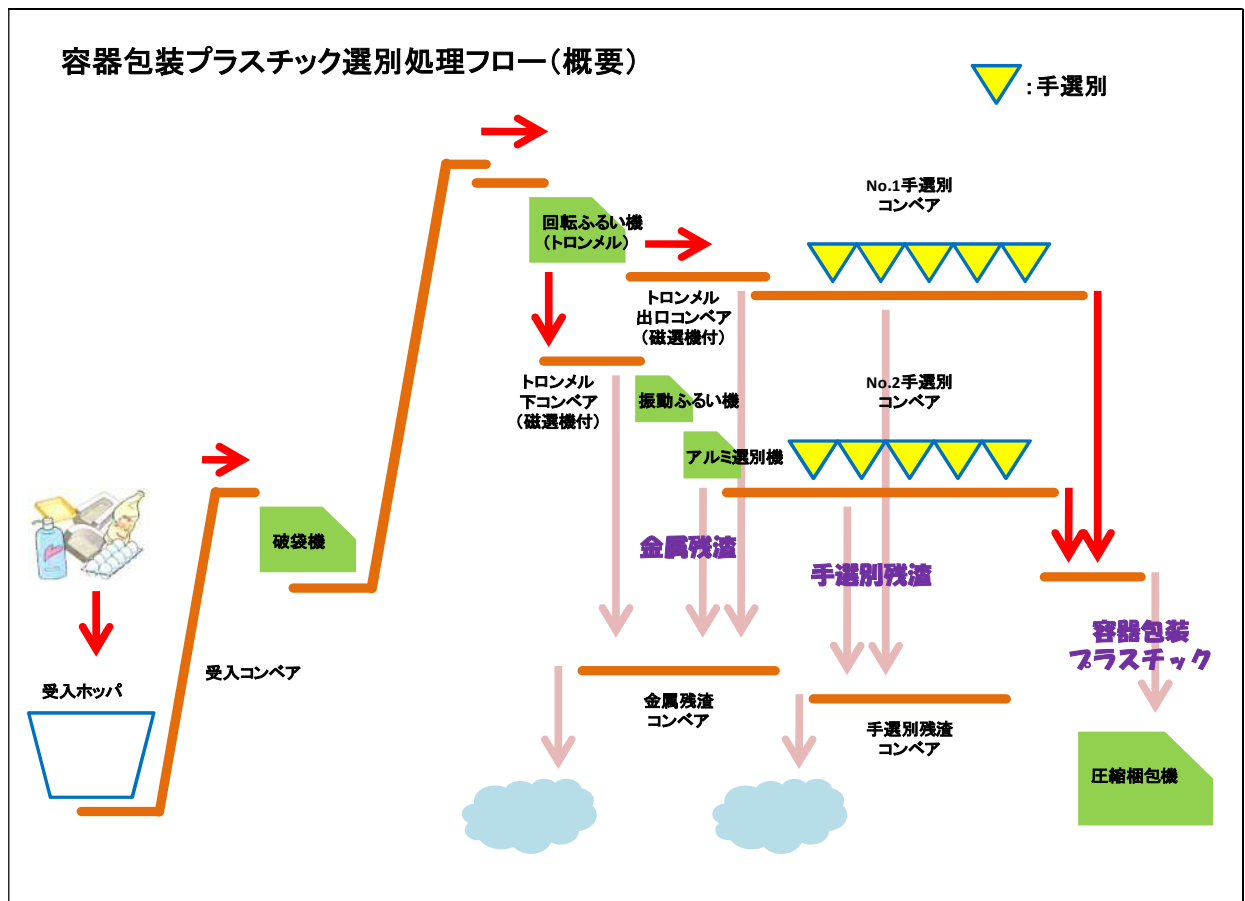 容器包装プラスチック選別処理フロー(概要)
:手選別
No.1手選別
コンベア
回転ふるい機
(トロンメル)
トロンメル
出口コンベア
(磁選機付)
トロンメル
下コンベア
(磁選機付)
振動ふるい機
No.2手選別
コンベア
アルミ選別機
破袋機
金属残渣
手選別残渣
容器包装
プラスチック
受入コンベア
受入ホッパ
金属残渣
コンベア
手選別残渣
コンベア
圧縮梱包機